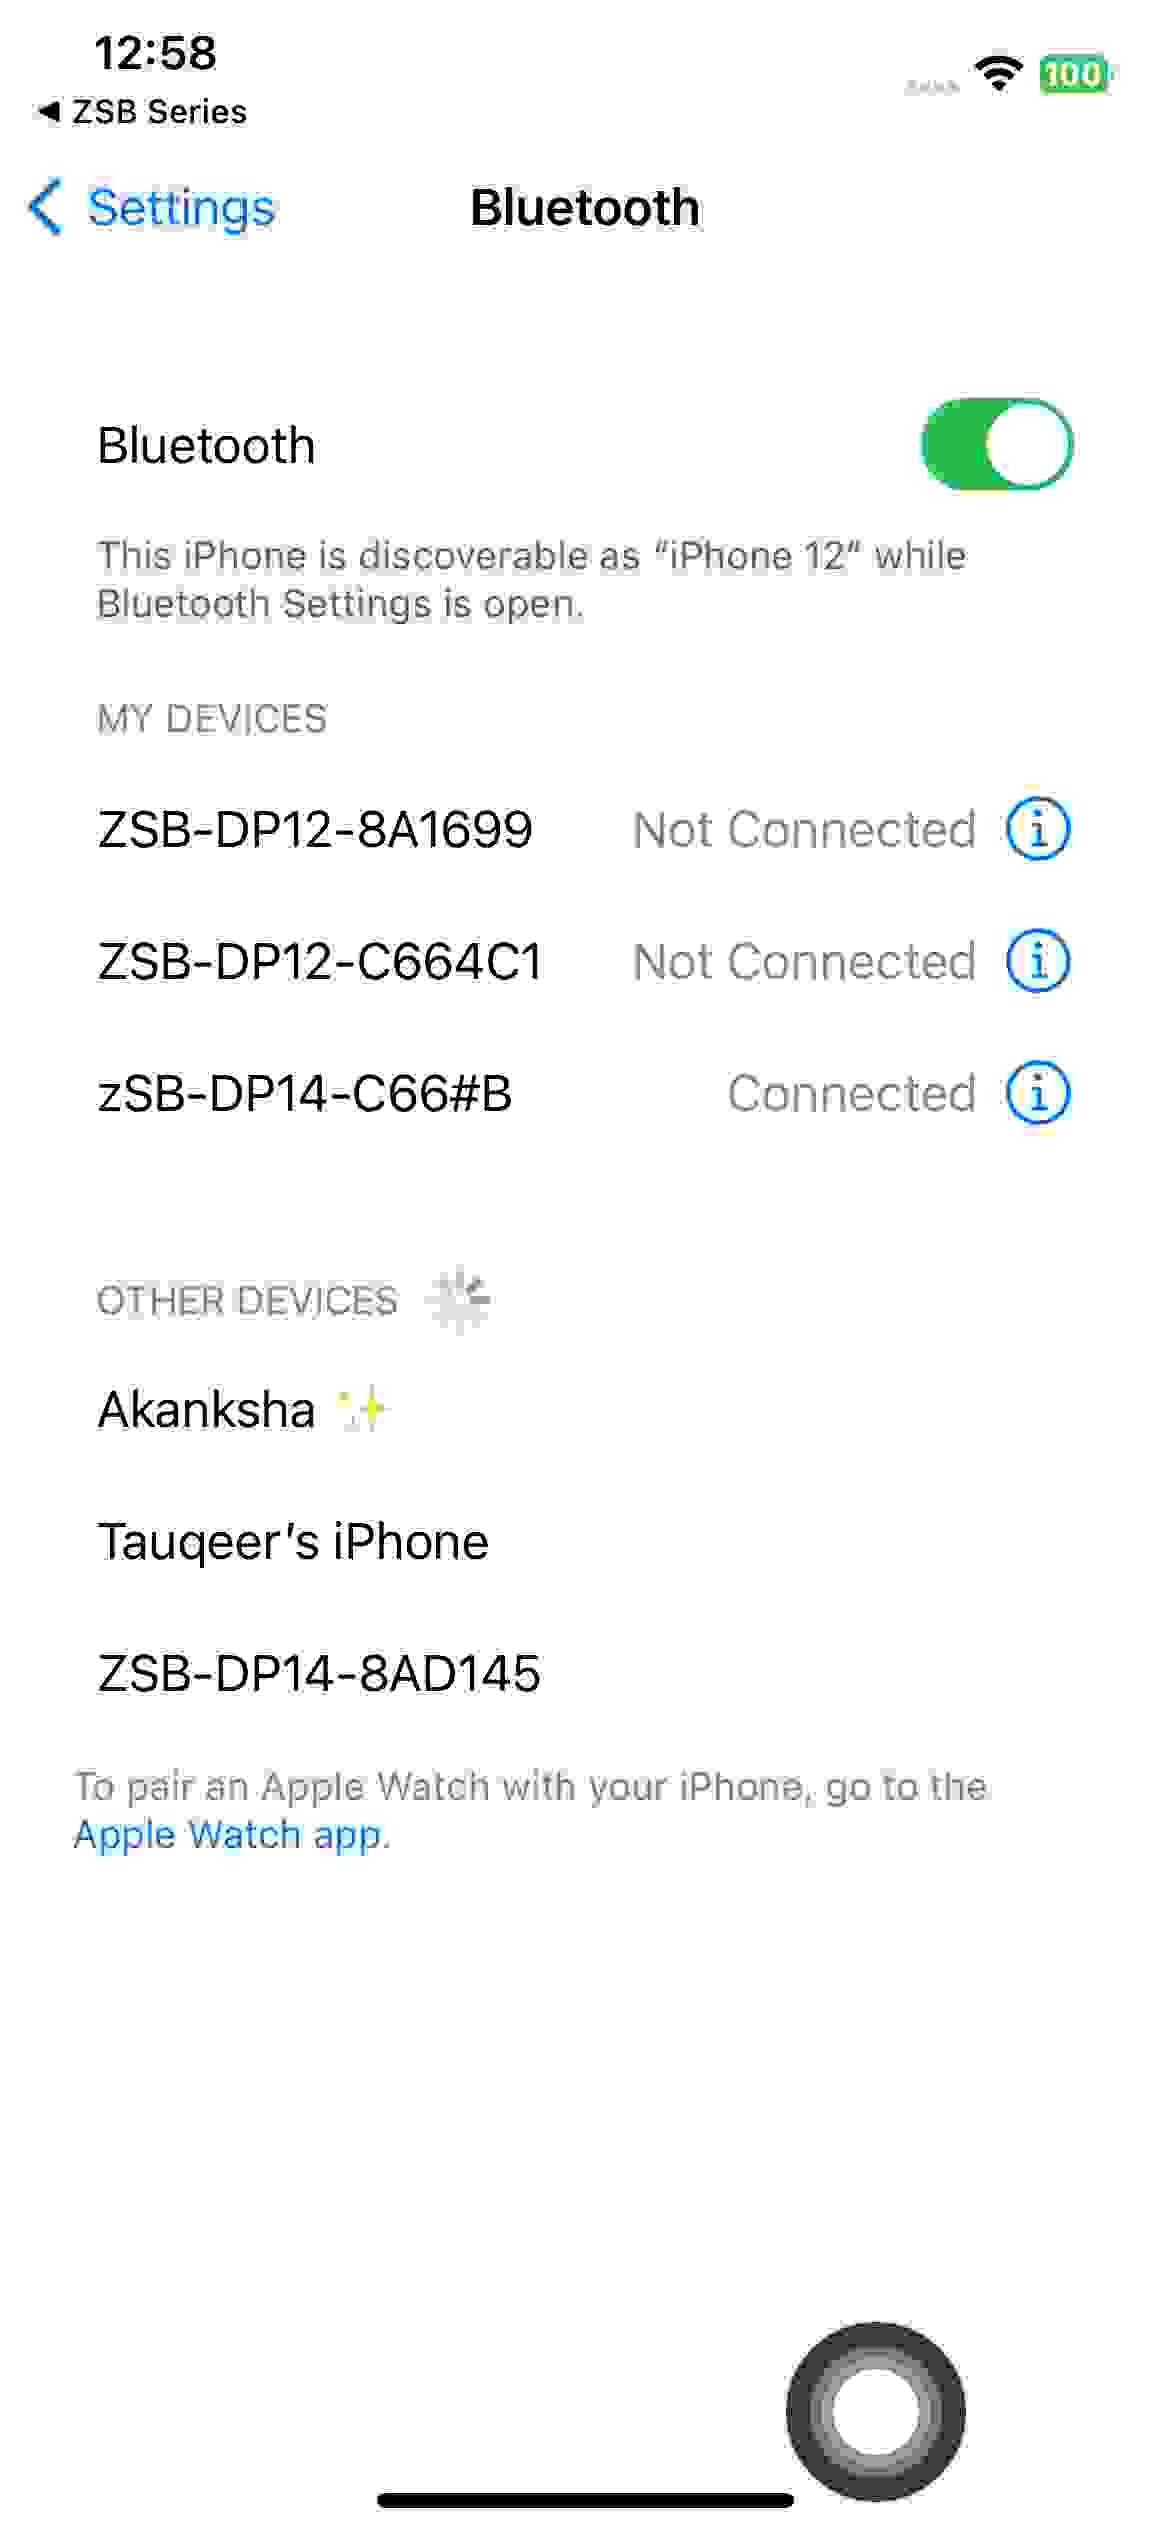 12:58
100
◀ ZSB Series
Settings
Bluetooth
Bluetooth
This iPhone is discoverable as “iPhone 12” while
Bluetooth Settings is open.
MY DEVICES
ZSB-DP12-8A1699 Not Connected
ZSB-DP12-C664C1 Not Connected
zSB-DP14-C66#B Connected
OTHER DEVICES
Akanksha ✨
Tauqeer’s iPhone
ZSB-DP14-8AD145
To pair an Apple Watch with your iPhone, go to the
Apple Watch app.